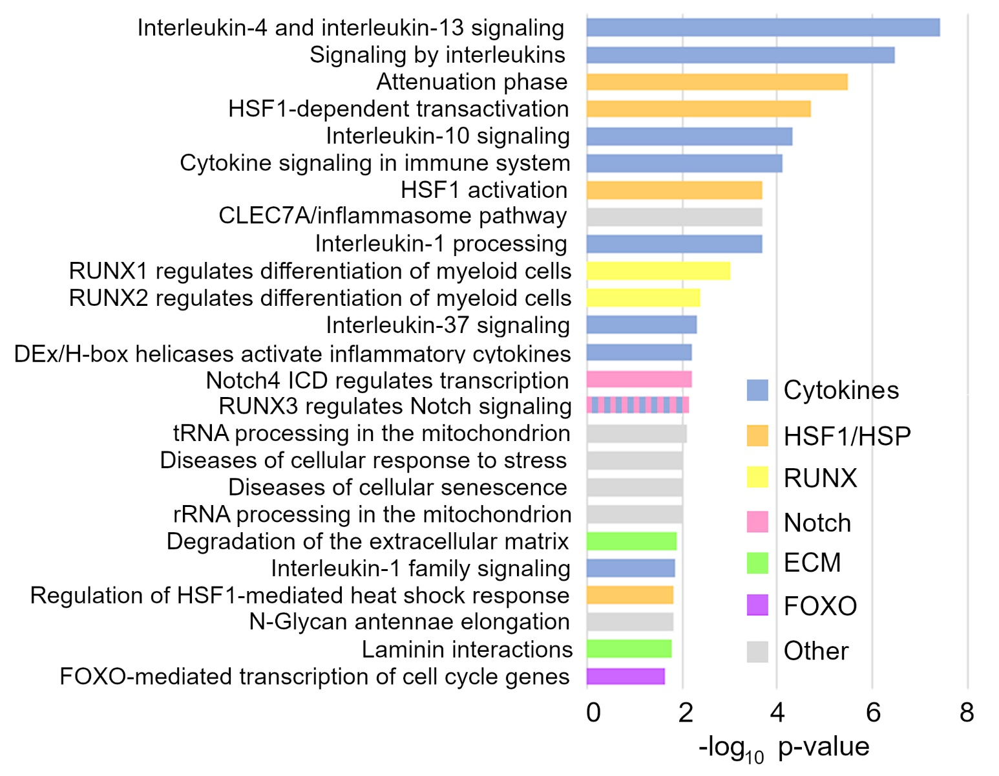 Interleukin-4 and interleukin-13 signaling
Signaling by interleukins
Attenuation phase
HSF1-dependent transactivation
Interleukin-10 signaling
Cytokine signaling in immune system
HSF1 activation
CLEC7A/inflammasome pathway
Interleukin-1 processing
RUNX1 regulates differentiation of myeloid cells
RUNX2 regulates differentiation of myeloid cells
Interleukin-37 signaling
DEx/H-box helicases activate inflammatory cytokines
Notch4 ICD regulates transcription
RUNX3 regulates Notch signaling
tRNA processing in the mitochondrion
Diseases of cellular response to stress
Diseases of cellular senescence
rRNA processing in the mitochondrion
Degradation of the extracellular matrix
Interleukin-1 family signaling
Regulation of HSF1-mediated heat shock response
N-Glycan antennae elongation
Laminin interactions
FOXO-mediated transcription of cell cycle genes
Cytokines
HSF1/HSP
RUNX
Notch
ECM
FOXO
Other
0 2 4 6 8
-log10 p-value